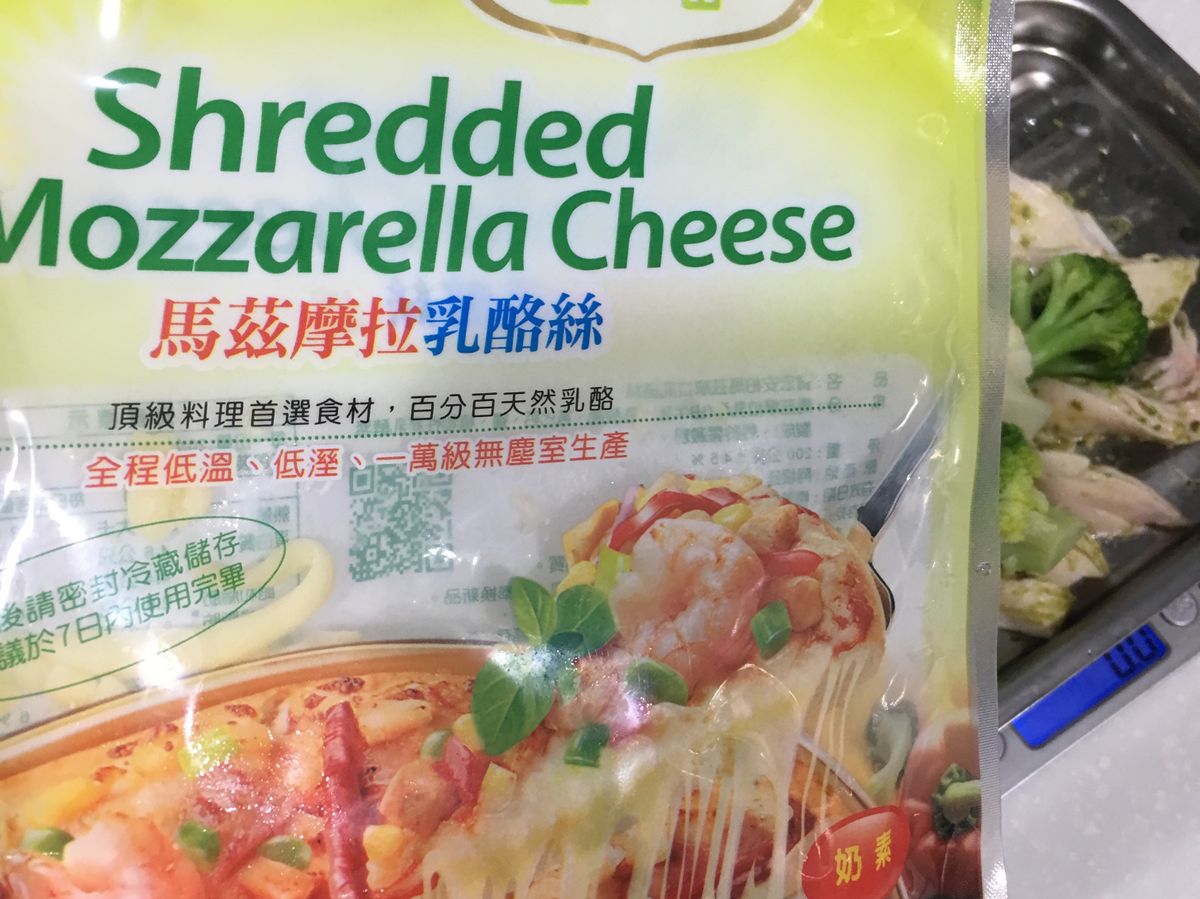 Shredded
Mozzarella Cheese
馬茲摩拉乳酪絲
頂級料理首選食材，百分百天然乳酪
全程低溫、低溼、一萬級無塵室生產
後請密封冷藏儲存
議於7日內使用完畢
奶素